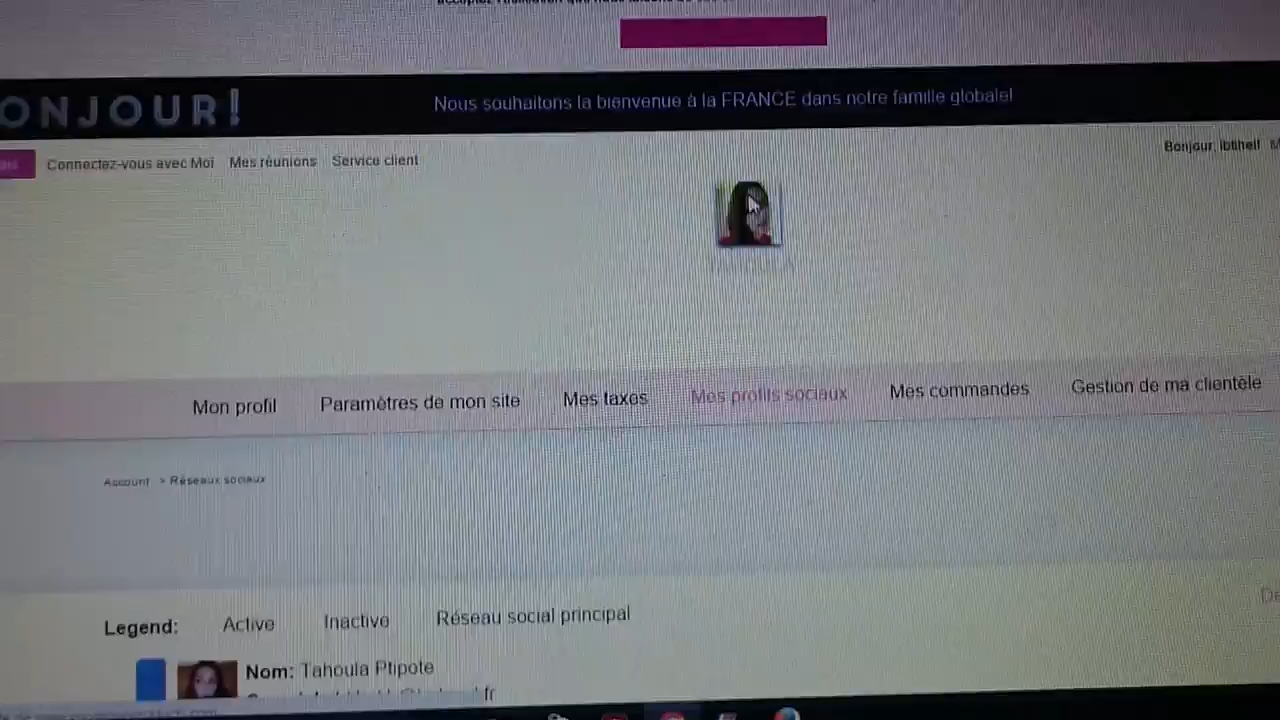 ONJOUR!
Nous souhaitons la bienvenue à la FRANCE dans notre famille globale!
Connectez-vous avec Moi Mes réunions Service client
Bonjour, ibtihelf
Mon profil Paramètres de mon site Mes taxes Mes profils sociaux Mes commandes Gestion de ma clientèle
Account > Réseaux sociaux
Legend: Active Inactive Réseau social principal
Nom: Tahoula Ptipote